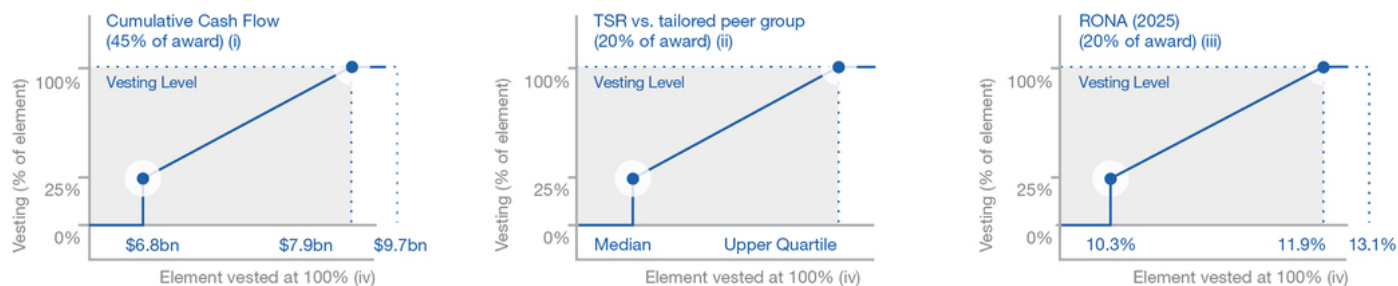 Cumulative Cash Flow
(45% of award) (i)
100%
Vesting Level
25%
0%
Vesting (% of element)
$6.8bn
$7.9bn
$9.7bn
Element vested at 100% (iv)
TSR vs. tailored peer group
(20% of award) (ii)
100%
Vesting Level
25%
0%
Vesting (% of element)
Median
Upper Quartile
Element vested at 100% (iv)
RONA (2025)
(20% of award) (iii)
100%
Vesting Level
25%
0%
Vesting (% of element)
10.3%
11.9%
13.1%
Element vested at 100% (iv)